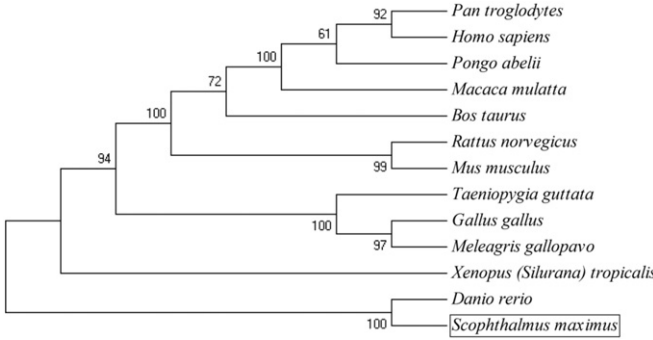 92
Pan troglodytes
Homo sapiens
61
Pongo abelii
100
Macaca mulatta
72
Bos taurus
100
Rattus norvegicus
99
Mus musculus
94
Taeniopygia guttata
100
Gallus gallus
97
Meleagris gallopavo
Xenopus (Silurana) tropicalis
Danio rerio
100
Scophthalmus maximus